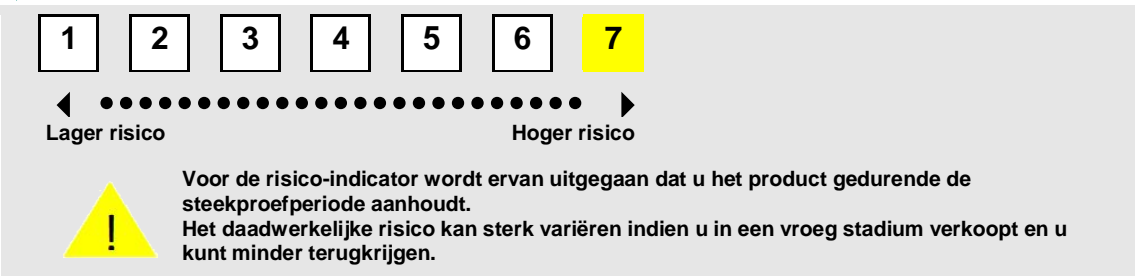 1 2 3 4 5 6 7
Lager risico Hoger risico
!
Voor de risico-indicator wordt ervan uitgegaan dat u het product gedurende de
steekproefperiode aanhoudt.
Het daadwerkelijke risico kan sterk variëren indien u in een vroeg stadium verkoopt en u
kunt minder terugkrijgen.